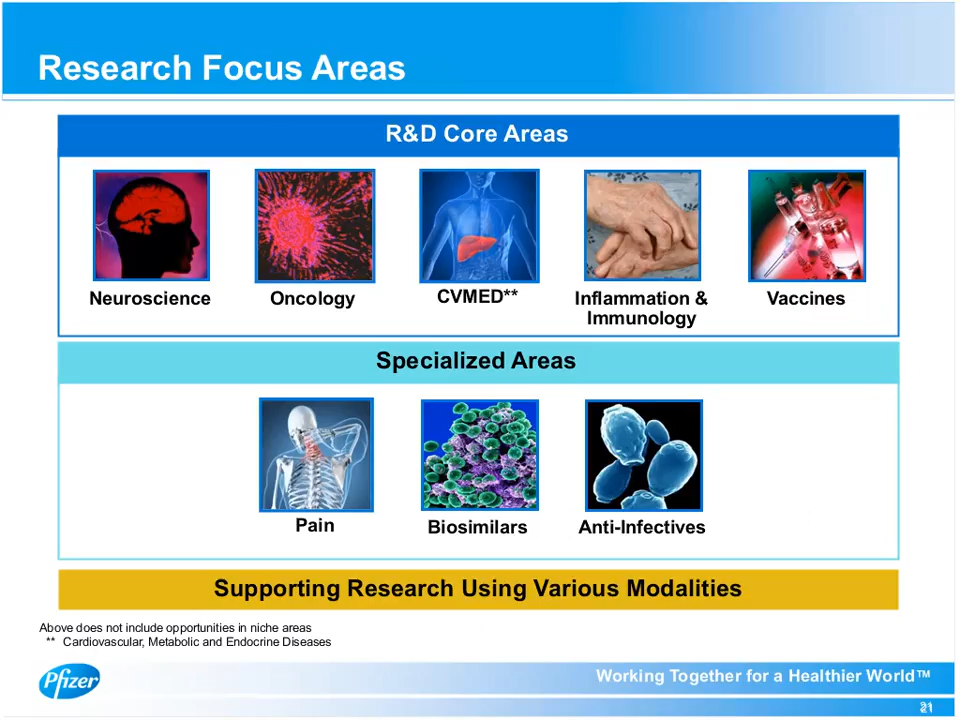 Research Focus Areas
R&D Core Areas
Neuroscience
Oncology
CVMED**
Inflammation &
Immunology
Vaccines
Specialized Areas
Pain
Biosimilars
Anti-Infectives
Supporting Research Using Various Modalities
Above does not include opportunities in niche areas
** Cardiovascular, Metabolic and Endocrine Diseases
Pfizer
Working Together for a Healthier World™
21